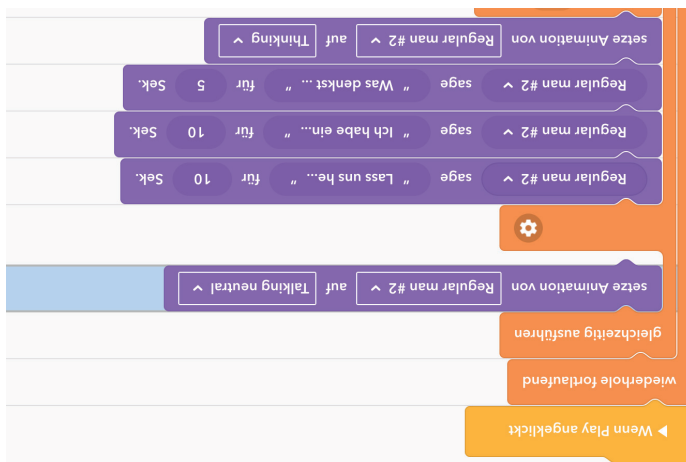 Wenn Play angeklickt
wiederhole fortlaufend
gleichzeitig ausführen
setze Animation von Regular man #2 auf Talking neutral
Regular man #2 sage " Lass uns he... " für 10 Sek.
Regular man #2 sage " Ich habe ein... " für 10 Sek.
Regular man #2 sage " Was denkst ... " für 5 Sek.
setze Animation von Regular man #2 auf Thinking